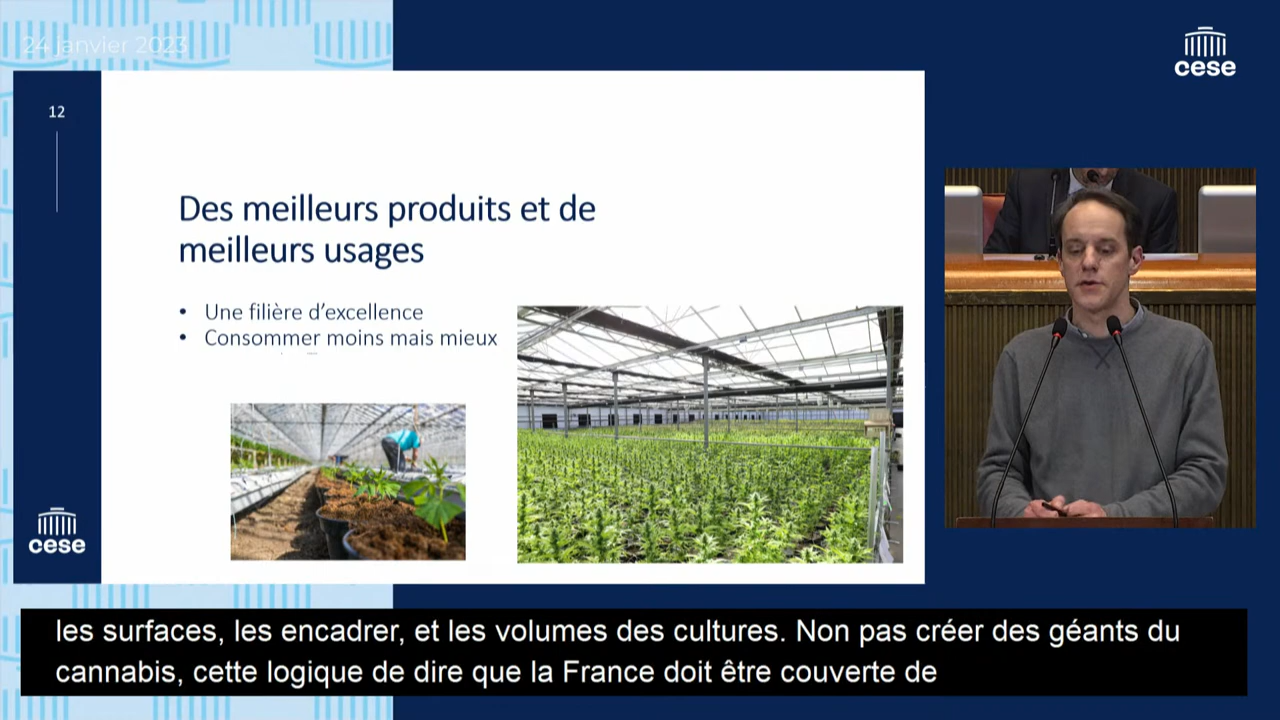 24 janvier 2023
cese
12
Des meilleurs produits et de
meilleurs usages
• Une filière d’excellence
• Consommer moins mais mieux
cese
les surfaces, les encadrer, et les volumes des cultures. Non pas créer des géants du
cannabis, cette logique de dire que la France doit être couverte de